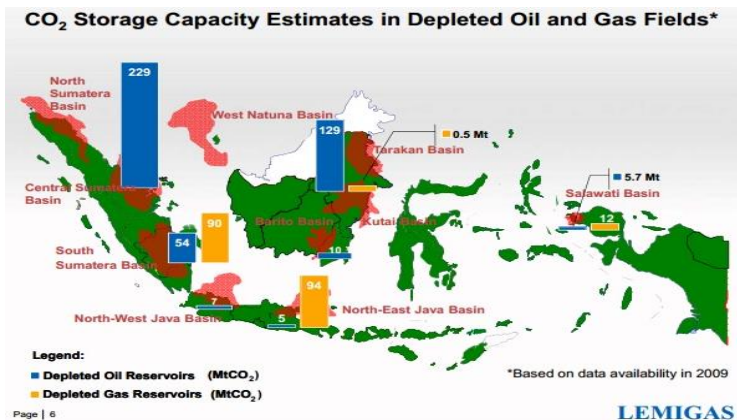 CO₂ Storage Capacity Estimates in Depleted Oil and Gas Fields*
229
North
Sumatera
Basin
West Natuna Basin
129
0.5 Mt
Tarakan Basin
5.7 Mt
Salawati Basin
Central Sumatera
Basin
90
54
South
Sumatera Basin
Barito Basin
Kutai Basin
10
12
7
North-West Java Basin
94
5
North-East Java Basin
Legend:
Depleted Oil Reservoirs (MtCO₂)
Depleted Gas Reservoirs (MtCO₂)
*Based on data availability in 2009
Page | 6
LEMIGAS